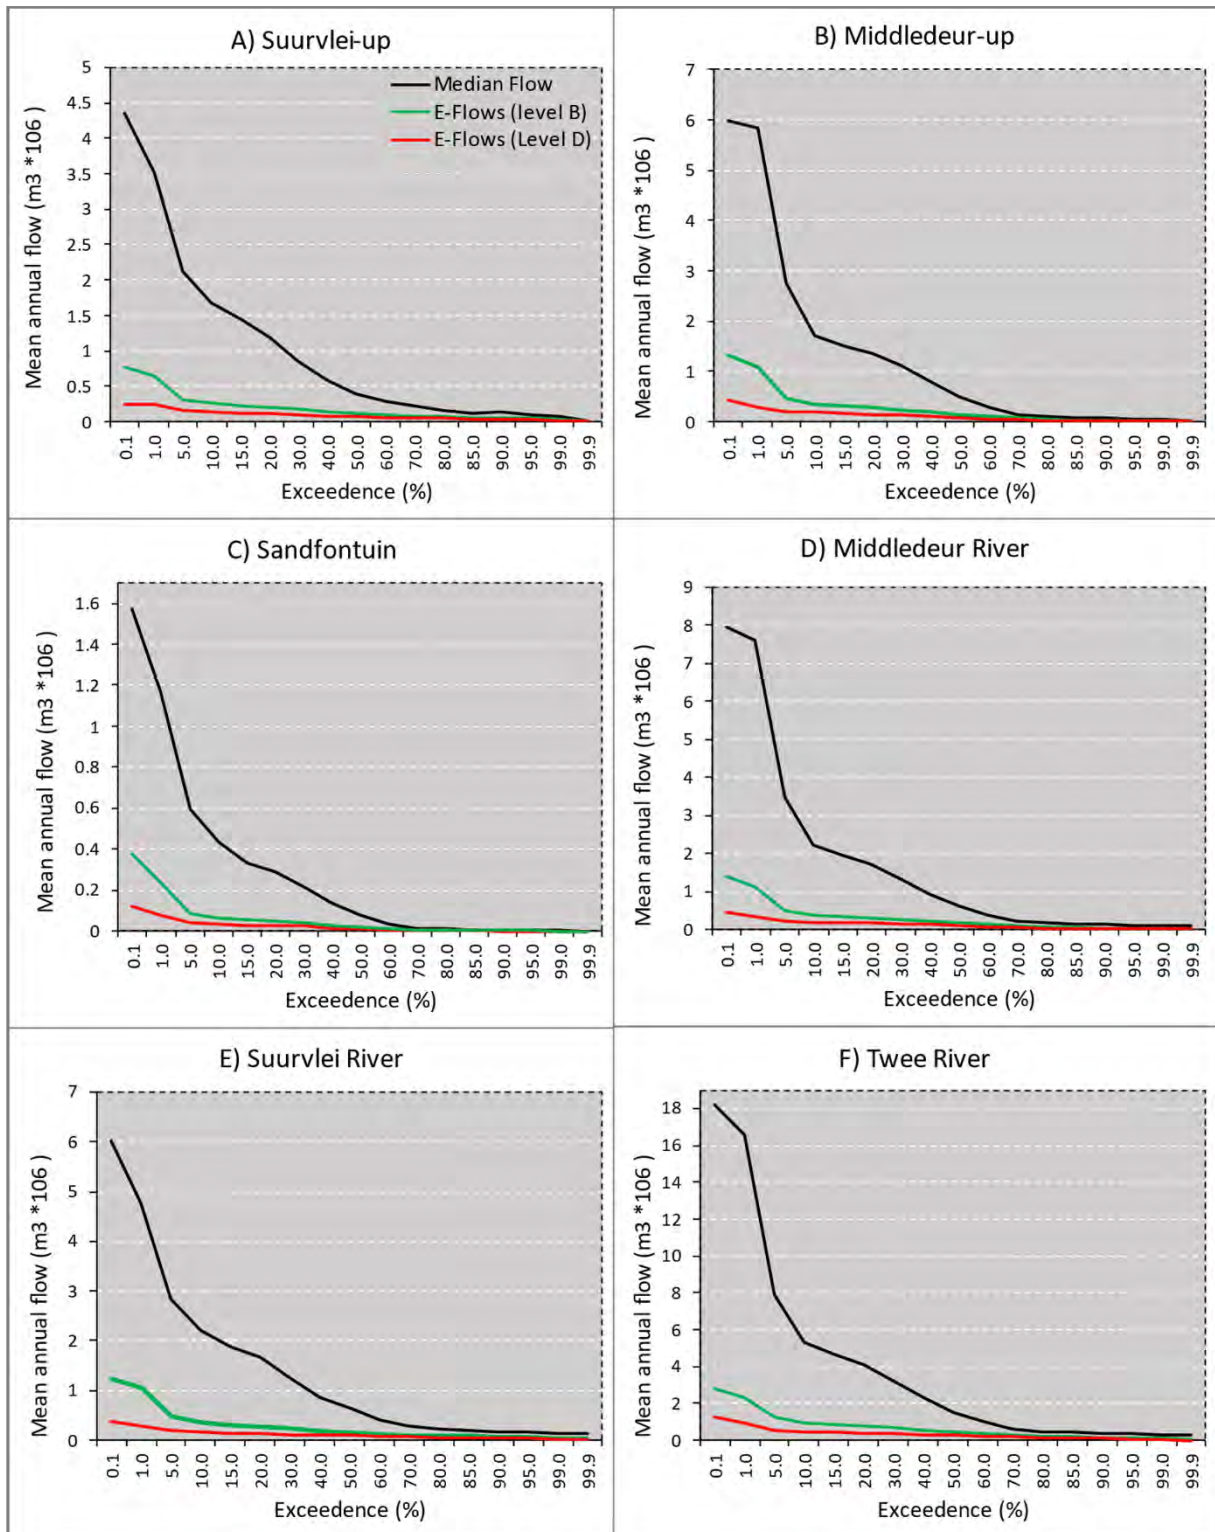 A) Suurvlei-up
Mean annual flow (m3 *106 )
5
4.5
4
3.5
3
2.5
2
1.5
1
0.5
0
Median Flow
E-Flows (level B)
E-Flows (Level D)
0.1 1.0 5.0 10.0 15.0 20.0 30.0 40.0 50.0 60.0 70.0 80.0 85.0 90.0 95.0 99.0 99.9
Exceedence (%)
B) Middledeur-up
Mean annual flow (m3 *106 )
7
6
5
4
3
2
1
0
0.1 1.0 5.0 10.0 15.0 20.0 30.0 40.0 50.0 60.0 70.0 80.0 85.0 90.0 95.0 99.0 99.9
Exceedence (%)
C) Sandfontuin
Mean annual flow (m3 *106 )
1.6
1.4
1.2
1
0.8
0.6
0.4
0.2
0
0.1 1.0 5.0 10.0 15.0 20.0 30.0 40.0 50.0 60.0 70.0 80.0 85.0 90.0 95.0 99.0 99.9
Exceedence (%)
D) Middledeur River
Mean annual flow (m3 *106 )
9
8
7
6
5
4
3
2
1
0
0.1 1.0 5.0 10.0 15.0 20.0 30.0 40.0 50.0 60.0 70.0 80.0 85.0 90.0 95.0 99.0 99.9
Exceedence (%)
E) Suurvlei River
Mean annual flow (m3 *106 )
7
6
5
4
3
2
1
0
0.1 1.0 5.0 10.0 15.0 20.0 30.0 40.0 50.0 60.0 70.0 80.0 85.0 90.0 95.0 99.0 99.9
Exceedence (%)
F) Twee River
Mean annual flow (m3 *106 )
18
16
14
12
10
8
6
4
2
0
0.1 1.0 5.0 10.0 15.0 20.0 30.0 40.0 50.0 60.0 70.0 80.0 85.0 90.0 95.0 99.0 99.9
Exceedence (%)